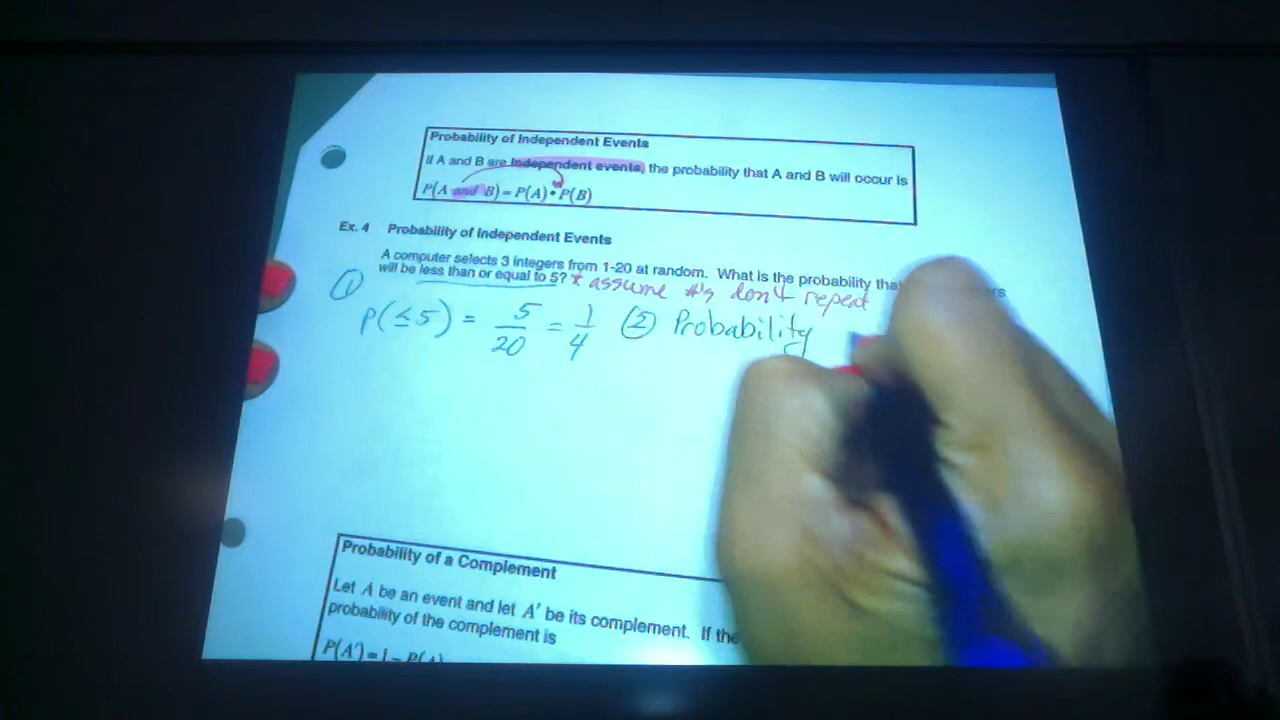 Probability of Independent Events
If A and B are independent events, the probability that A and B will occur is
P(A and B) = P(A) • P(B)
Ex. 4 Probability of Independent Events
A computer selects 3 integers from 1-20 at random. What is the probability that
will be less than or equal to 5? * assume #'s don't repeat
① P(≤5) = 5/20 = 1/4 ② Probability
Probability of a Complement
Let A be an event and let A' be its complement. If the
probability of the complement is
P(A') = 1 - P(A)